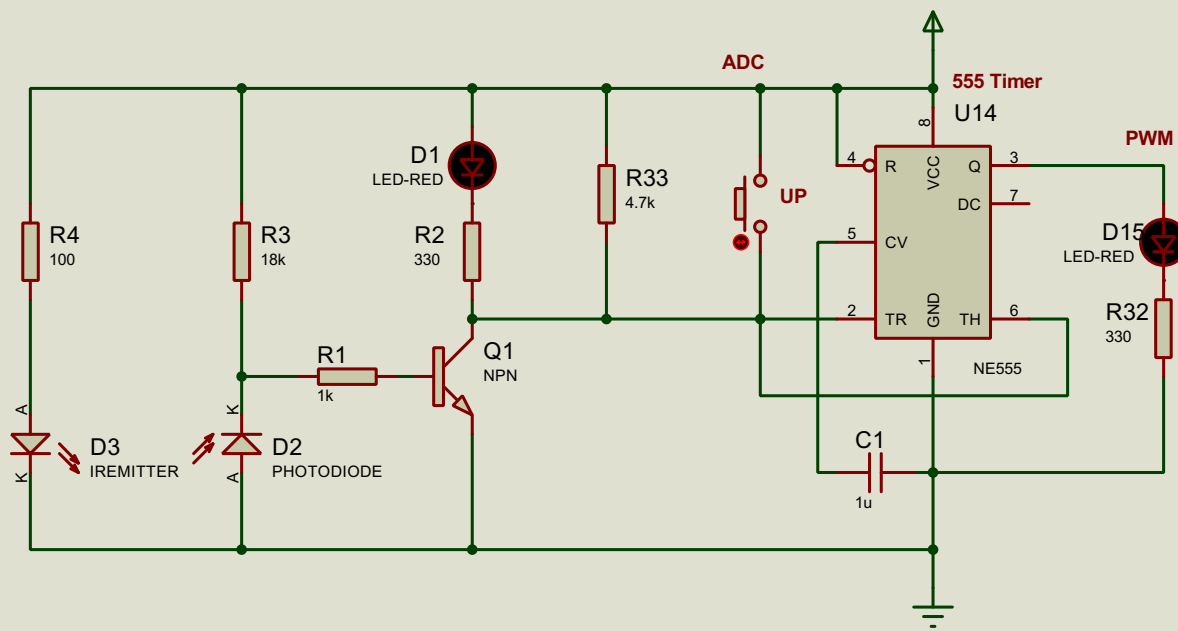 ADC
555 Timer
U14
PWM
8
VCC
4
R
Q
3
DC
7
5
CV
GND
2
TR
TH
6
1
NE555
D1
LED-RED
R33
4.7k
UP
R4
100
R3
18k
R2
330
D15
LED-RED
R32
330
R1
1k
Q1
NPN
A
K
D3
IREMITTER
K
A
D2
PHOTODIODE
C1
1u